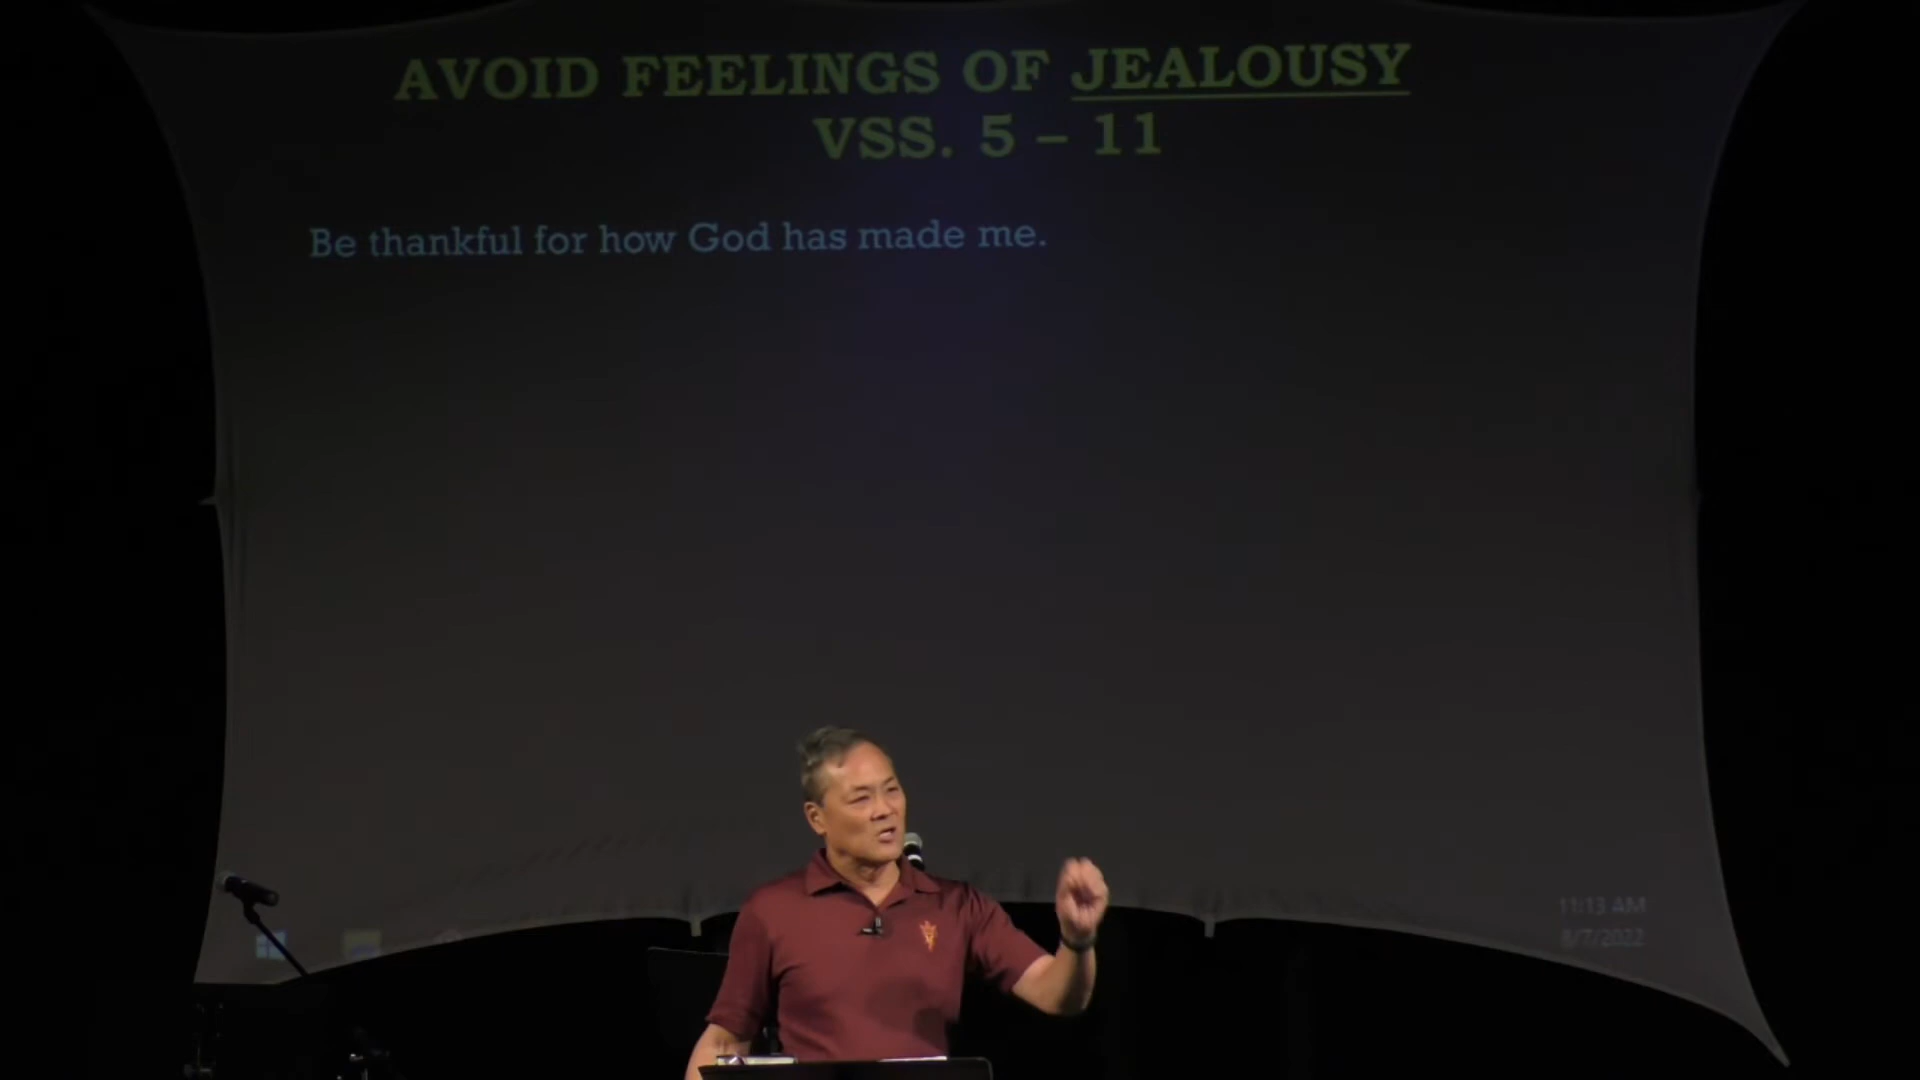 AVOID FEELINGS OF JEALOUSY
VSS. 5 – 11
Be thankful for how God has made me.
11:13 AM
8/7/2022